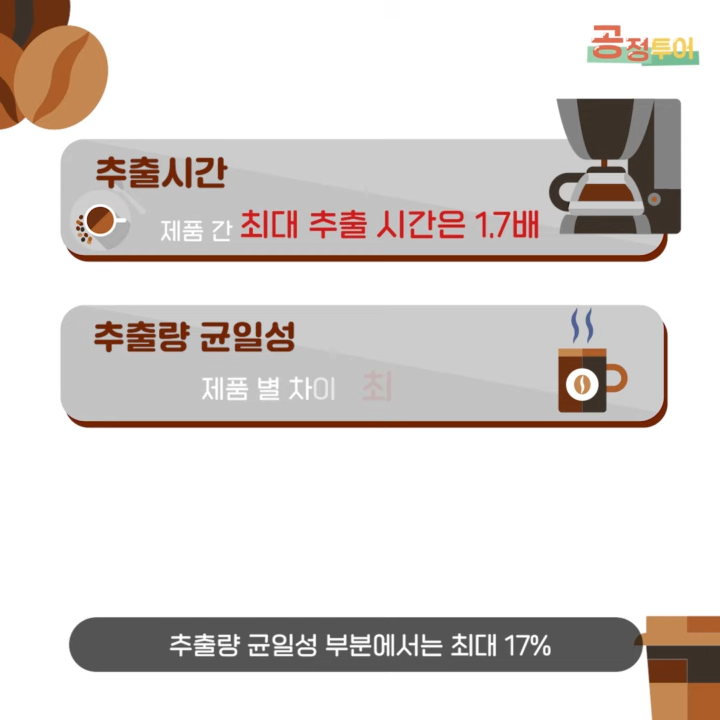 공정투어
추출시간
제품 간 최대 추출 시간은 1.7배
추출량 균일성
제품 별 차이 최
추출량 균일성 부분에서는 최대 17%